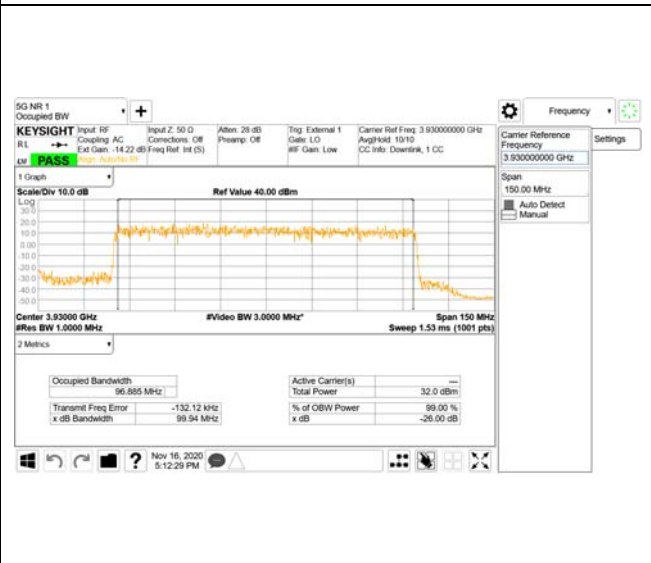 5G NR 1
Occupied BW
Frequency
KEYSIGHT
Input: RF
Input Z: 50 Ω
Atten: 28 dB
Trig: External 1
Carrier Ref Freq: 3.930000000 GHz
RL
Coupling: AC
Corrections: Off
Preamp: Off
Gate: LO
Avg|Hold: 10/10
Ext Gain: -14.22 dB
Freq Ref: Int (S)
#IF Gain: Low
CC Info: Downlink, 1 CC
PASS
Align: Auto/No RF
Carrier Reference
Frequency
3.930000000 GHz
Settings
Span
150.00 MHz
Auto Detect
Manual
1 Graph
Scale/Div 10.0 dB
Ref Value 40.00 dBm
Log
30.0
20.0
10.0
0.00
-10.0
-20.0
-30.0
-40.0
-50.0
Center 3.93000 GHz
#Video BW 3.0000 MHz*
Span 150 MHz
#Res BW 1.0000 MHz
Sweep 1.53 ms (1001 pts)
2 Metrics
Occupied Bandwidth
96.885 MHz
Active Carrier(s)
---
Total Power
32.0 dBm
Transmit Freq Error
-132.12 kHz
% of OBW Power
99.00 %
x dB Bandwidth
99.94 MHz
x dB
-26.00 dB
?
Nov 16, 2020
5:12:29 PM